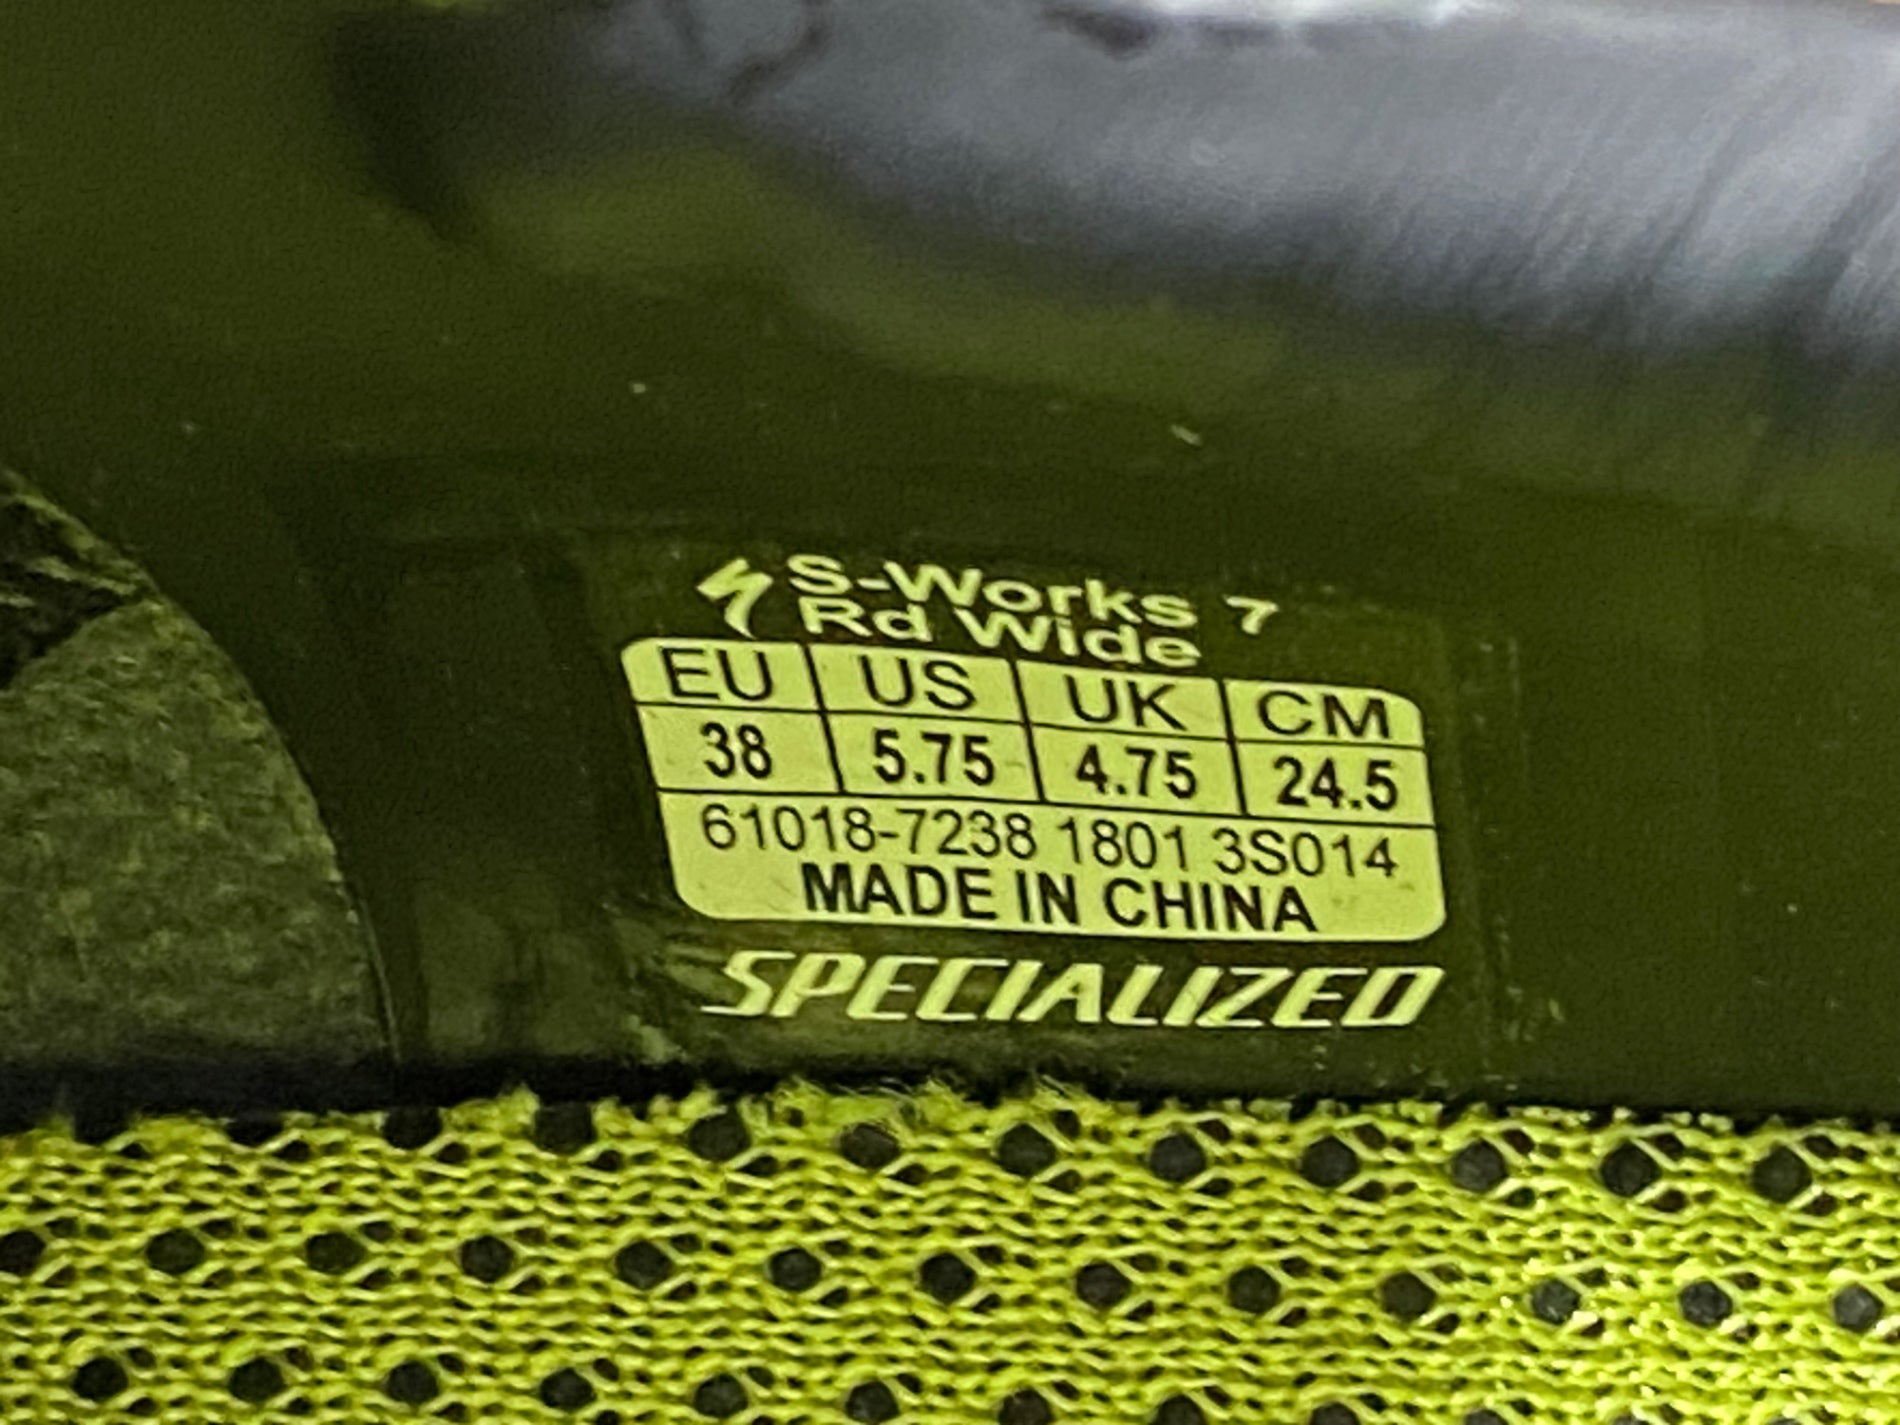 S-Works 7
Rd Wide
EU US UK CM
38 5.75 4.75 24.5
61018-7238 1801 3S014
MADE IN CHINA
SPECIALIZED